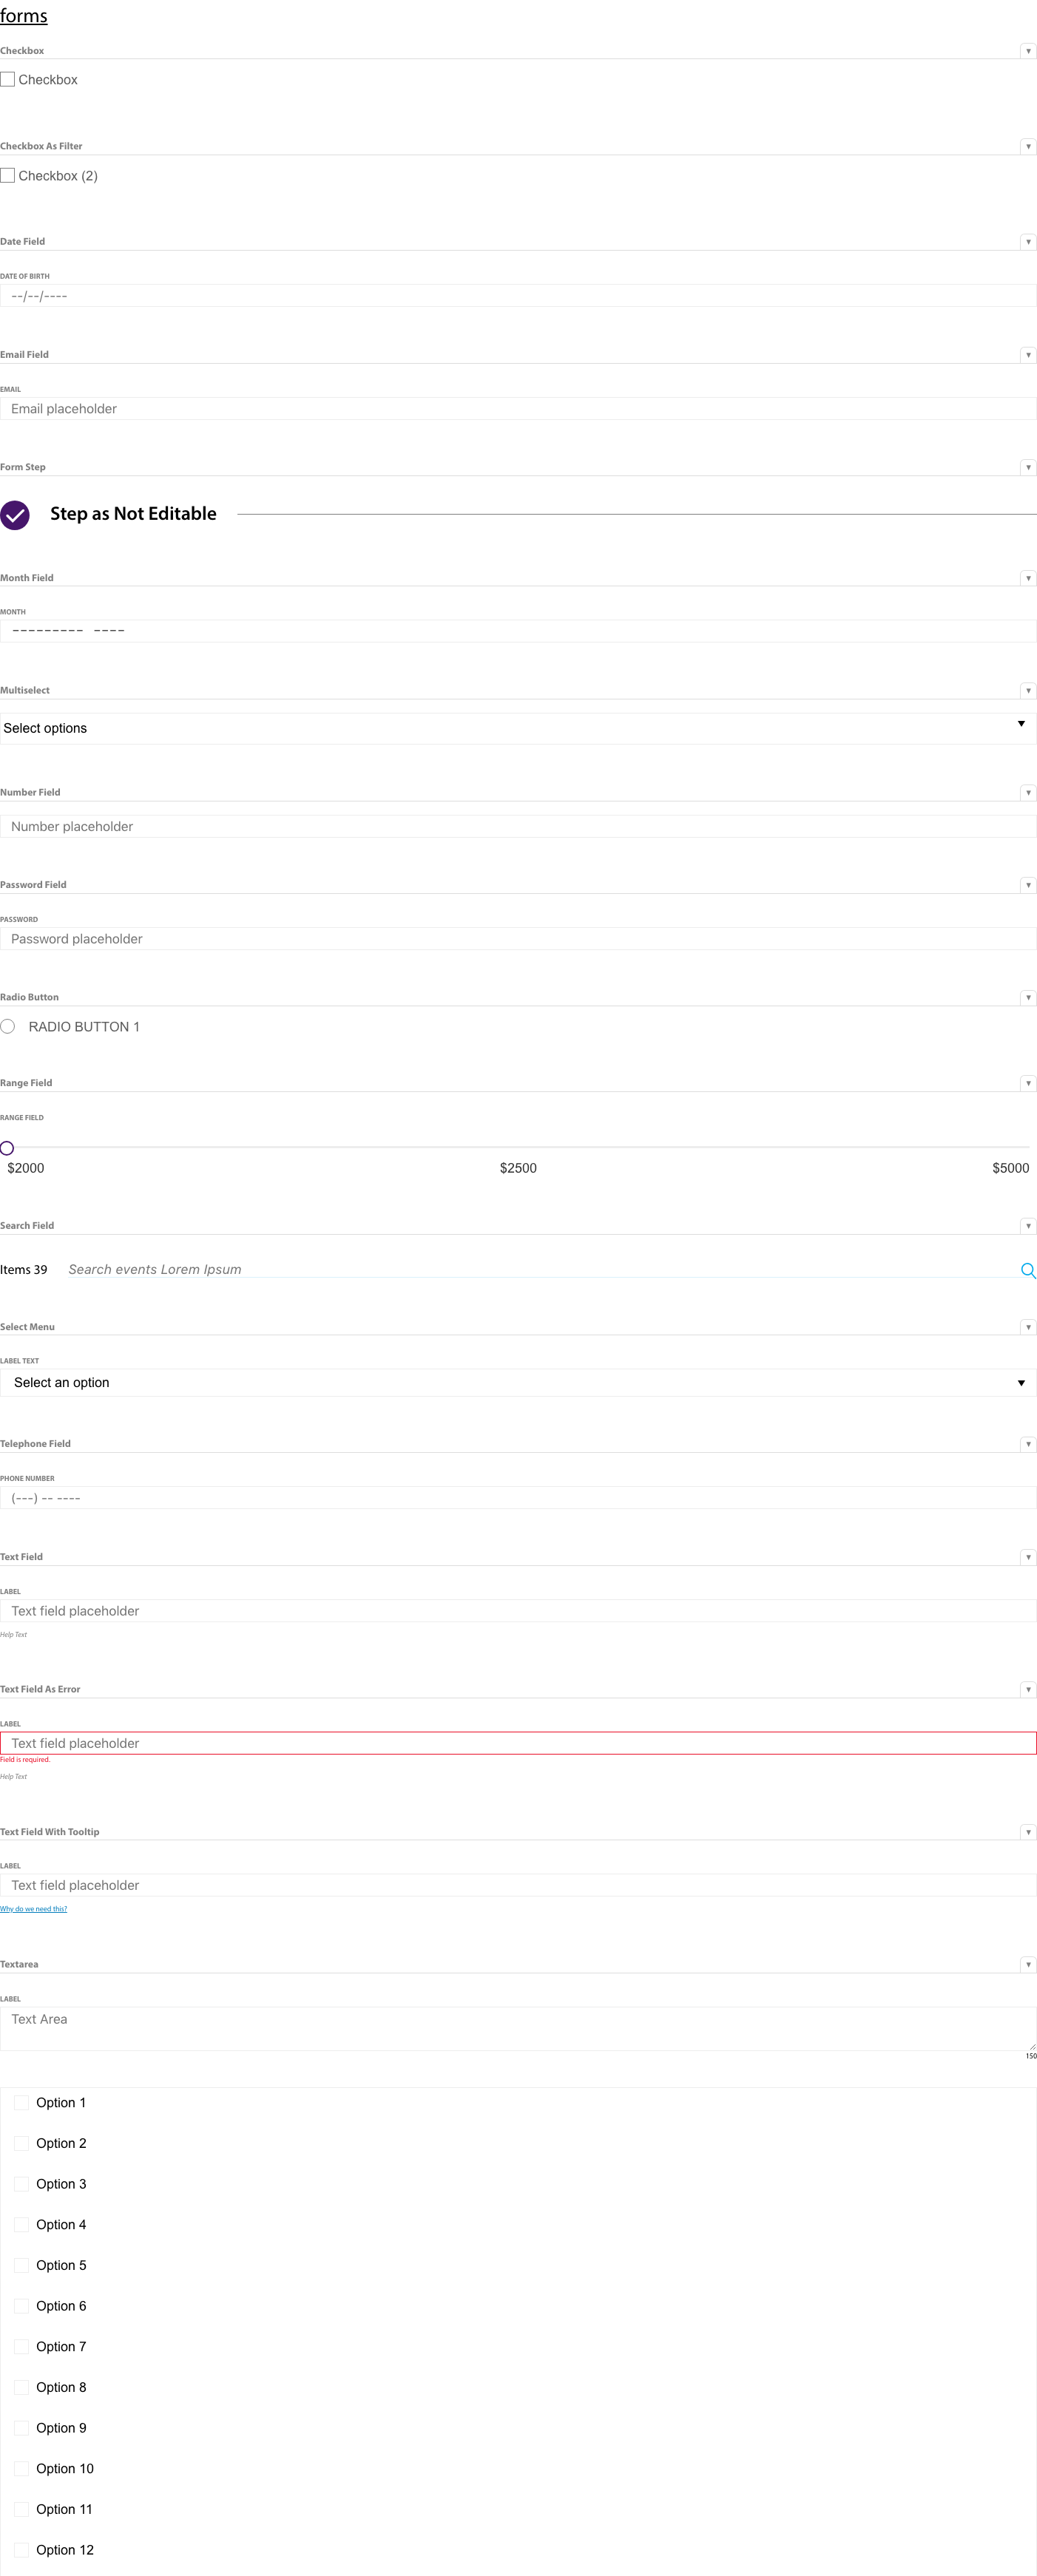 forms
Checkbox
Checkbox
Checkbox As Filter
Checkbox (2)
Date Field
DATE OF BIRTH
--/--/----
Email Field
EMAIL
Email placeholder
Form Step
Step as Not Editable
Month Field
MONTH
--------- ----
Multiselect
Select options
Number Field
Number placeholder
Password Field
PASSWORD
Password placeholder
Radio Button
RADIO BUTTON 1
Range Field
RANGE FIELD
$2000 $2500 $5000
Search Field
Items 39 Search events Lorem Ipsum
Select Menu
LABEL TEXT
Select an option
Telephone Field
PHONE NUMBER
(---) -- ----
Text Field
LABEL
Text field placeholder
Help Text
Text Field As Error
LABEL
Text field placeholder
Field is required.
Help Text
Text Field With Tooltip
LABEL
Text field placeholder
Why do we need this?
Textarea
LABEL
Text Area
150
Option 1
Option 2
Option 3
Option 4
Option 5
Option 6
Option 7
Option 8
Option 9
Option 10
Option 11
Option 12